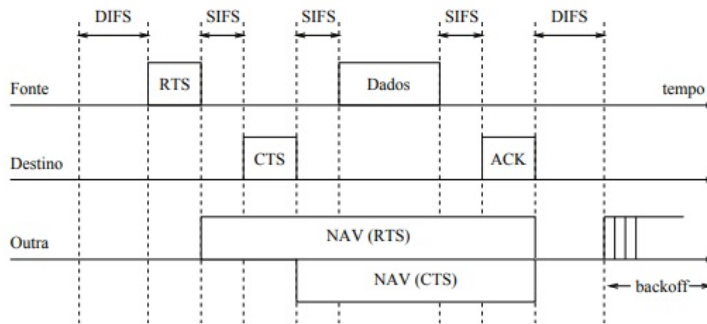 DIFS SIFS SIFS SIFS DIFS
Fonte RTS Dados tempo
Destino CTS ACK
Outra NAV (RTS)
NAV (CTS) backoff